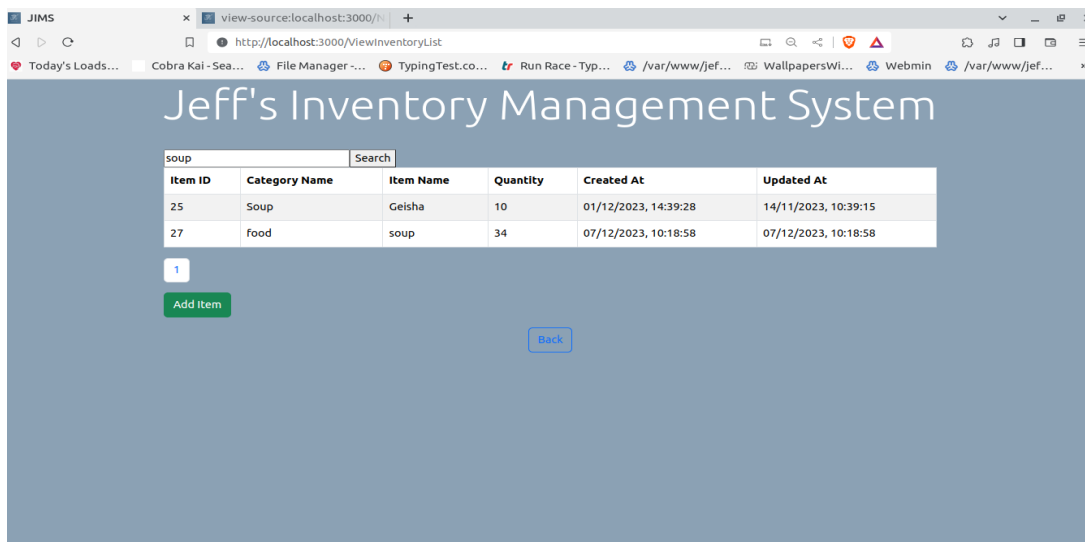 JIMS view-source:localhost:3000/N
http://localhost:3000/ViewInventoryList
Today's Loads... Cobra Kai - Sea... File Manager -... TypingTest.co... tr Run Race - Typ... /var/www/jef... WallpapersWi... Webmin /var/www/jef...
Jeff's Inventory Management System
soup Search
Item ID Category Name Item Name Quantity Created At Updated At
25 Soup Geisha 10 01/12/2023, 14:39:28 14/11/2023, 10:39:15
27 food soup 34 07/12/2023, 10:18:58 07/12/2023, 10:18:58
1
Add Item
Back